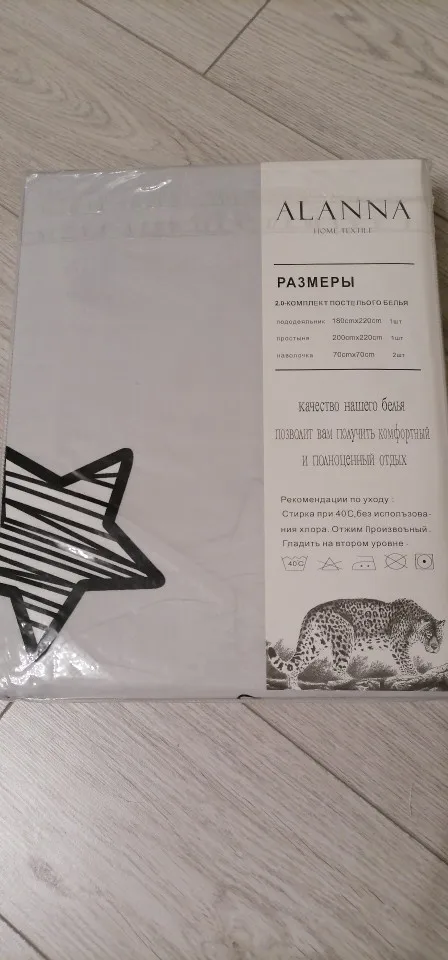 ALANNA
HOME TEXTILE
РАЗМЕРЫ
2.0-КОМПЛЕКТ ПОСТЕЛЬОГО БЕЛЬЯ
пододеяльник 180cmx220cm 1шт
простыня 200cmx220cm 1шт
наволочка 70cmx70cm 2шт
качество нашего белья
позволит вам получить комфортный
и полноценный отдых
Рекомендации по уходу :
Стирка при 40С,без использова-
ния хлора. Отжим Произвоьный.
Гладить на втором уровне .
40°C